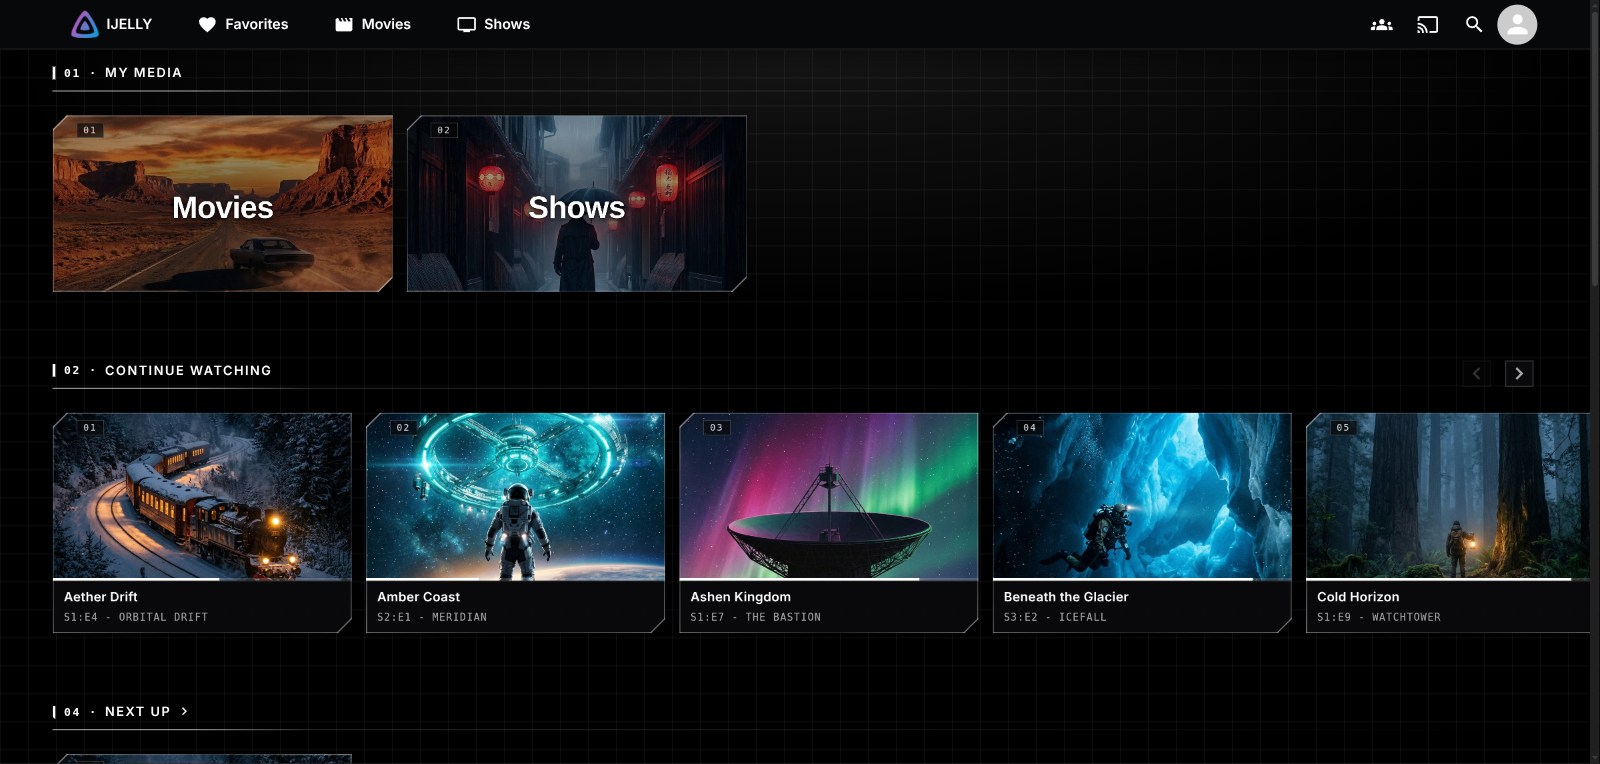 IJELLY
Favorites
Movies
Shows
01 · MY MEDIA
01
Movies
02
Shows
02 · CONTINUE WATCHING
01
Aether Drift
S1:E4 - ORBITAL DRIFT
02
Amber Coast
S2:E1 - MERIDIAN
03
Ashen Kingdom
S1:E7 - THE BASTION
04
Beneath the Glacier
S3:E2 - ICEFALL
05
Cold Horizon
S1:E9 - WATCHTOWER
04 · NEXT UP